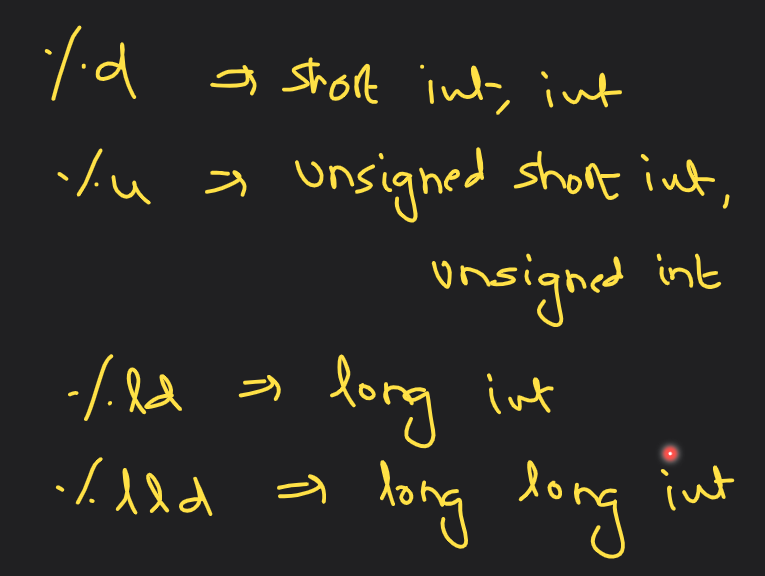 %d ⇒ short int, int
%u ⇒ unsigned short int,
unsigned int
%ld ⇒ long int
%lld ⇒ long long int